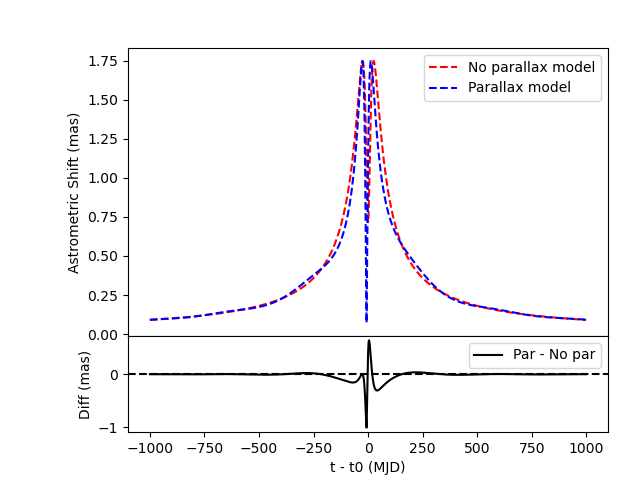 1.75
1.50
1.25
1.00
0.75
0.50
0.25
0.00
Astrometric Shift (mas)
No parallax model
Parallax model
0
−1
Diff (mas)
Par - No par
−1000 −750 −500 −250 0 250 500 750 1000
t - t0 (MJD)